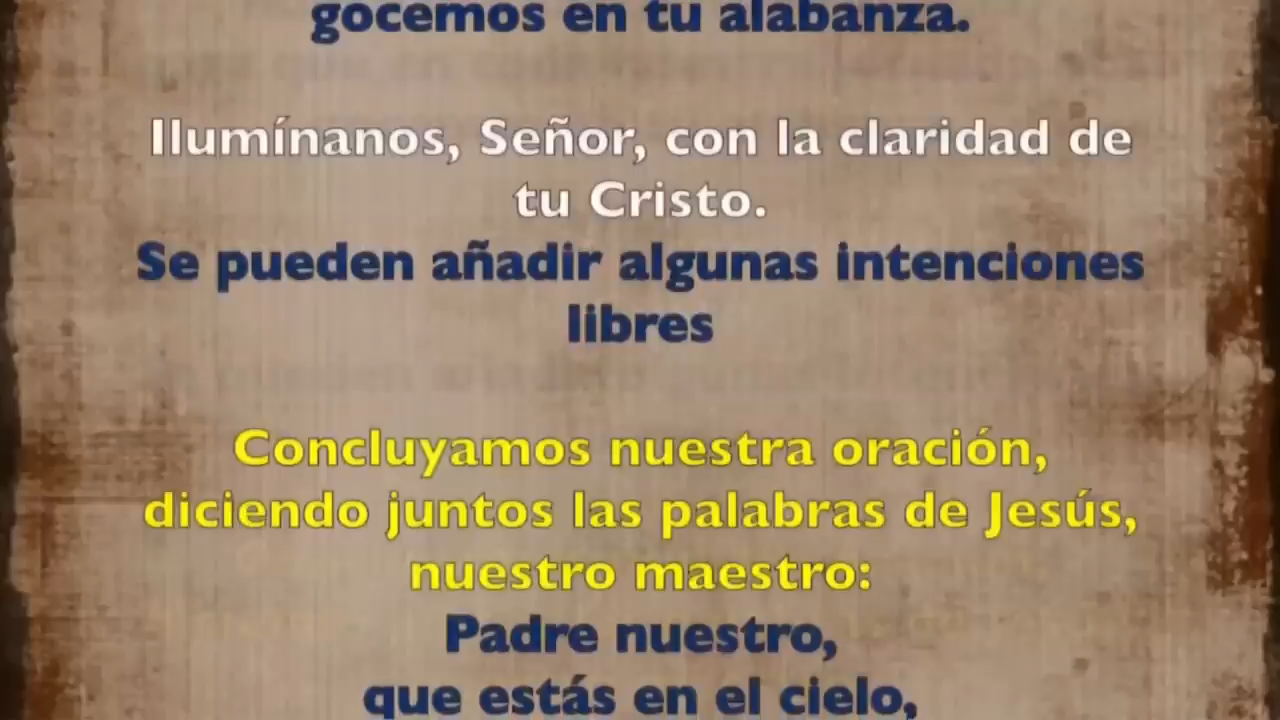 gocemos en tu alabanza.
Ilumínanos, Señor, con la claridad de
tu Cristo.
Se pueden añadir algunas intenciones
libres
Concluyamos nuestra oración,
diciendo juntos las palabras de Jesús,
nuestro maestro:
Padre nuestro,
que estás en el cielo,